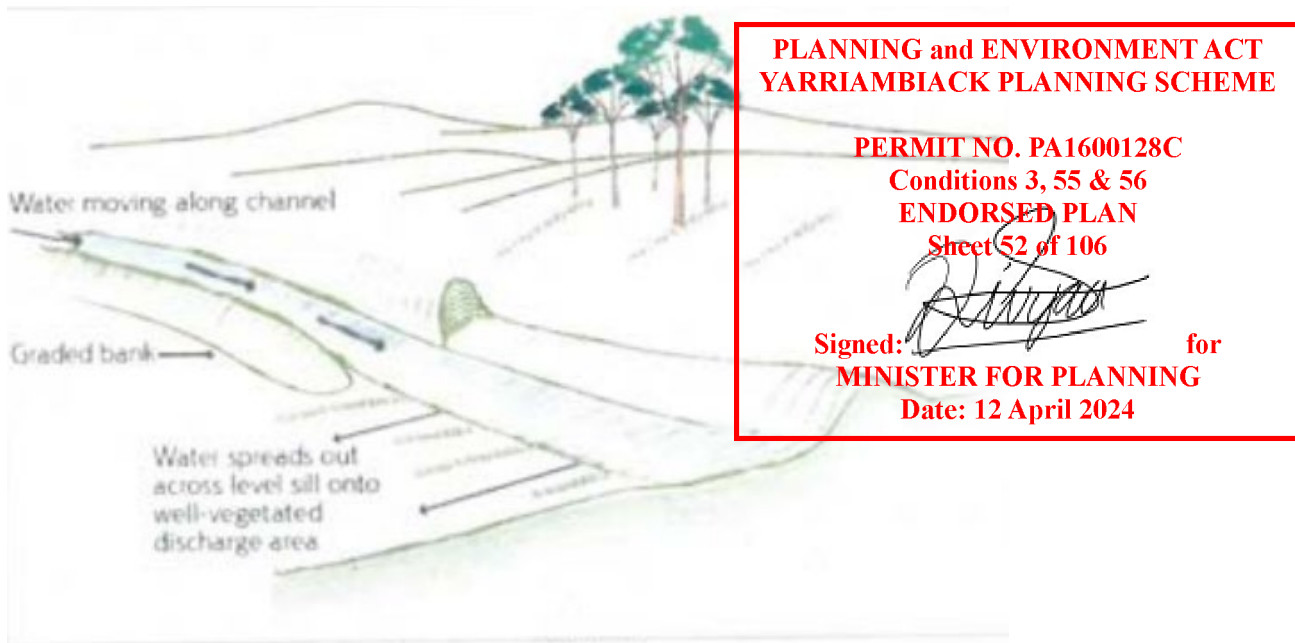 PLANNING and ENVIRONMENT ACT
YARRIAMBIACK PLANNING SCHEME
PERMIT NO. PA1600128C
Conditions 3, 55 & 56
ENDORSED PLAN
Sheet 52 of 106
Signed: for
MINISTER FOR PLANNING
Date: 12 April 2024
Water moving along channel
Graded bank
Water spreads out
across level sill onto
well-vegetated
discharge area